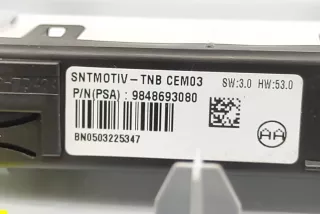 SNTMOTIV-TNB CEM03 SW:3.0 HW:53.0
P/N(PSA) : 9848693080
BN0503225347
AA